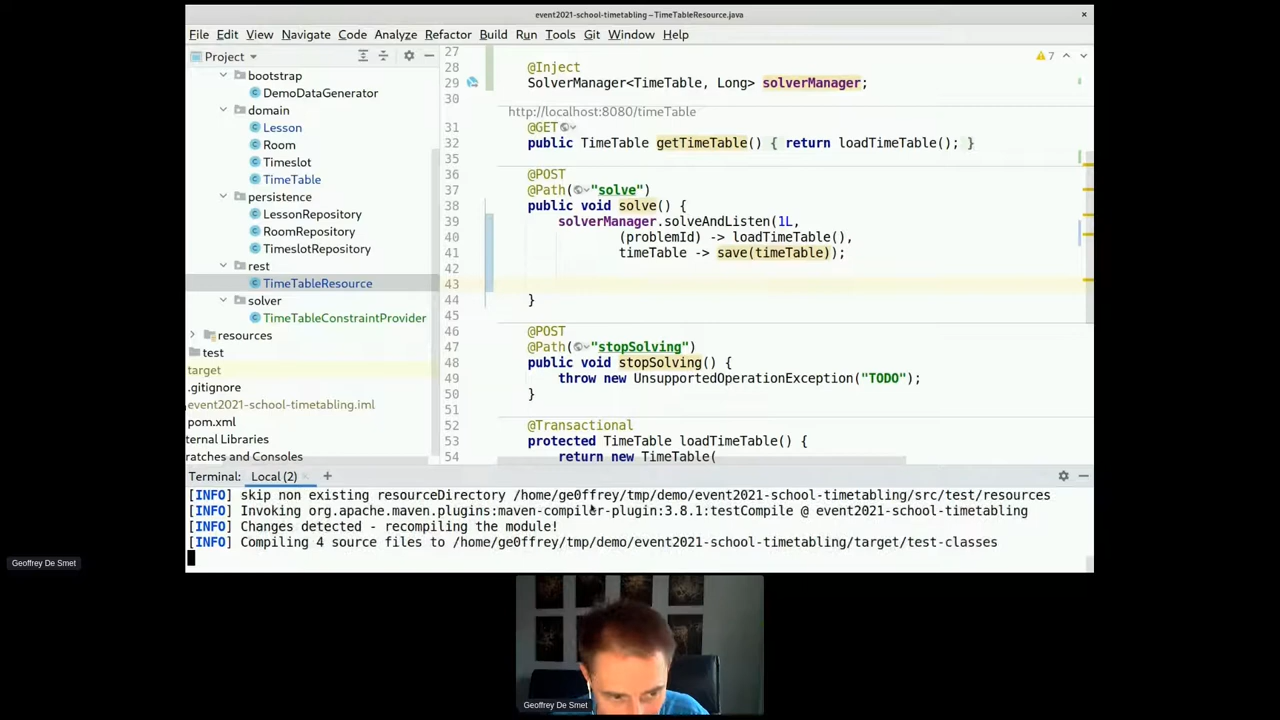 event2021-school-timetabling – TimeTableResource.java
File Edit View Navigate Code Analyze Refactor Build Run Tools Git Window Help
Project
bootstrap
DemoDataGenerator
domain
Lesson
Room
Timeslot
TimeTable
persistence
LessonRepository
RoomRepository
TimeslotRepository
rest
TimeTableResource
solver
TimeTableConstraintProvider
resources
test
target
.gitignore
event2021-school-timetabling.iml
pom.xml
ternal Libraries
ratches and Consoles
7
27
28 @Inject
29 SolverManager<TimeTable, Long> solverManager;
30
http://localhost:8080/timeTable
31 @GET
32 public TimeTable getTimeTable() { return loadTimeTable(); }
35
36 @POST
37 @Path("solve")
38 public void solve() {
39 solverManager.solveAndListen(1L,
40 (problemId) -> loadTimeTable(),
41 timeTable -> save(timeTable));
42
43
44 }
45
46 @POST
47 @Path("stopSolving")
48 public void stopSolving() {
49 throw new UnsupportedOperationException("TODO");
50 }
51
52 @Transactional
53 protected TimeTable loadTimeTable() {
54 return new TimeTable(
Terminal: Local (2) × +
[INFO] skip non existing resourceDirectory /home/ge0ffrey/tmp/demo/event2021-school-timetabling/src/test/resources
[INFO] Invoking org.apache.maven.plugins:maven-compiler-plugin:3.8.1:testCompile @ event2021-school-timetabling
[INFO] Changes detected - recompiling the module!
[INFO] Compiling 4 source files to /home/ge0ffrey/tmp/demo/event2021-school-timetabling/target/test-classes
Geoffrey De Smet
Geoffrey De Smet